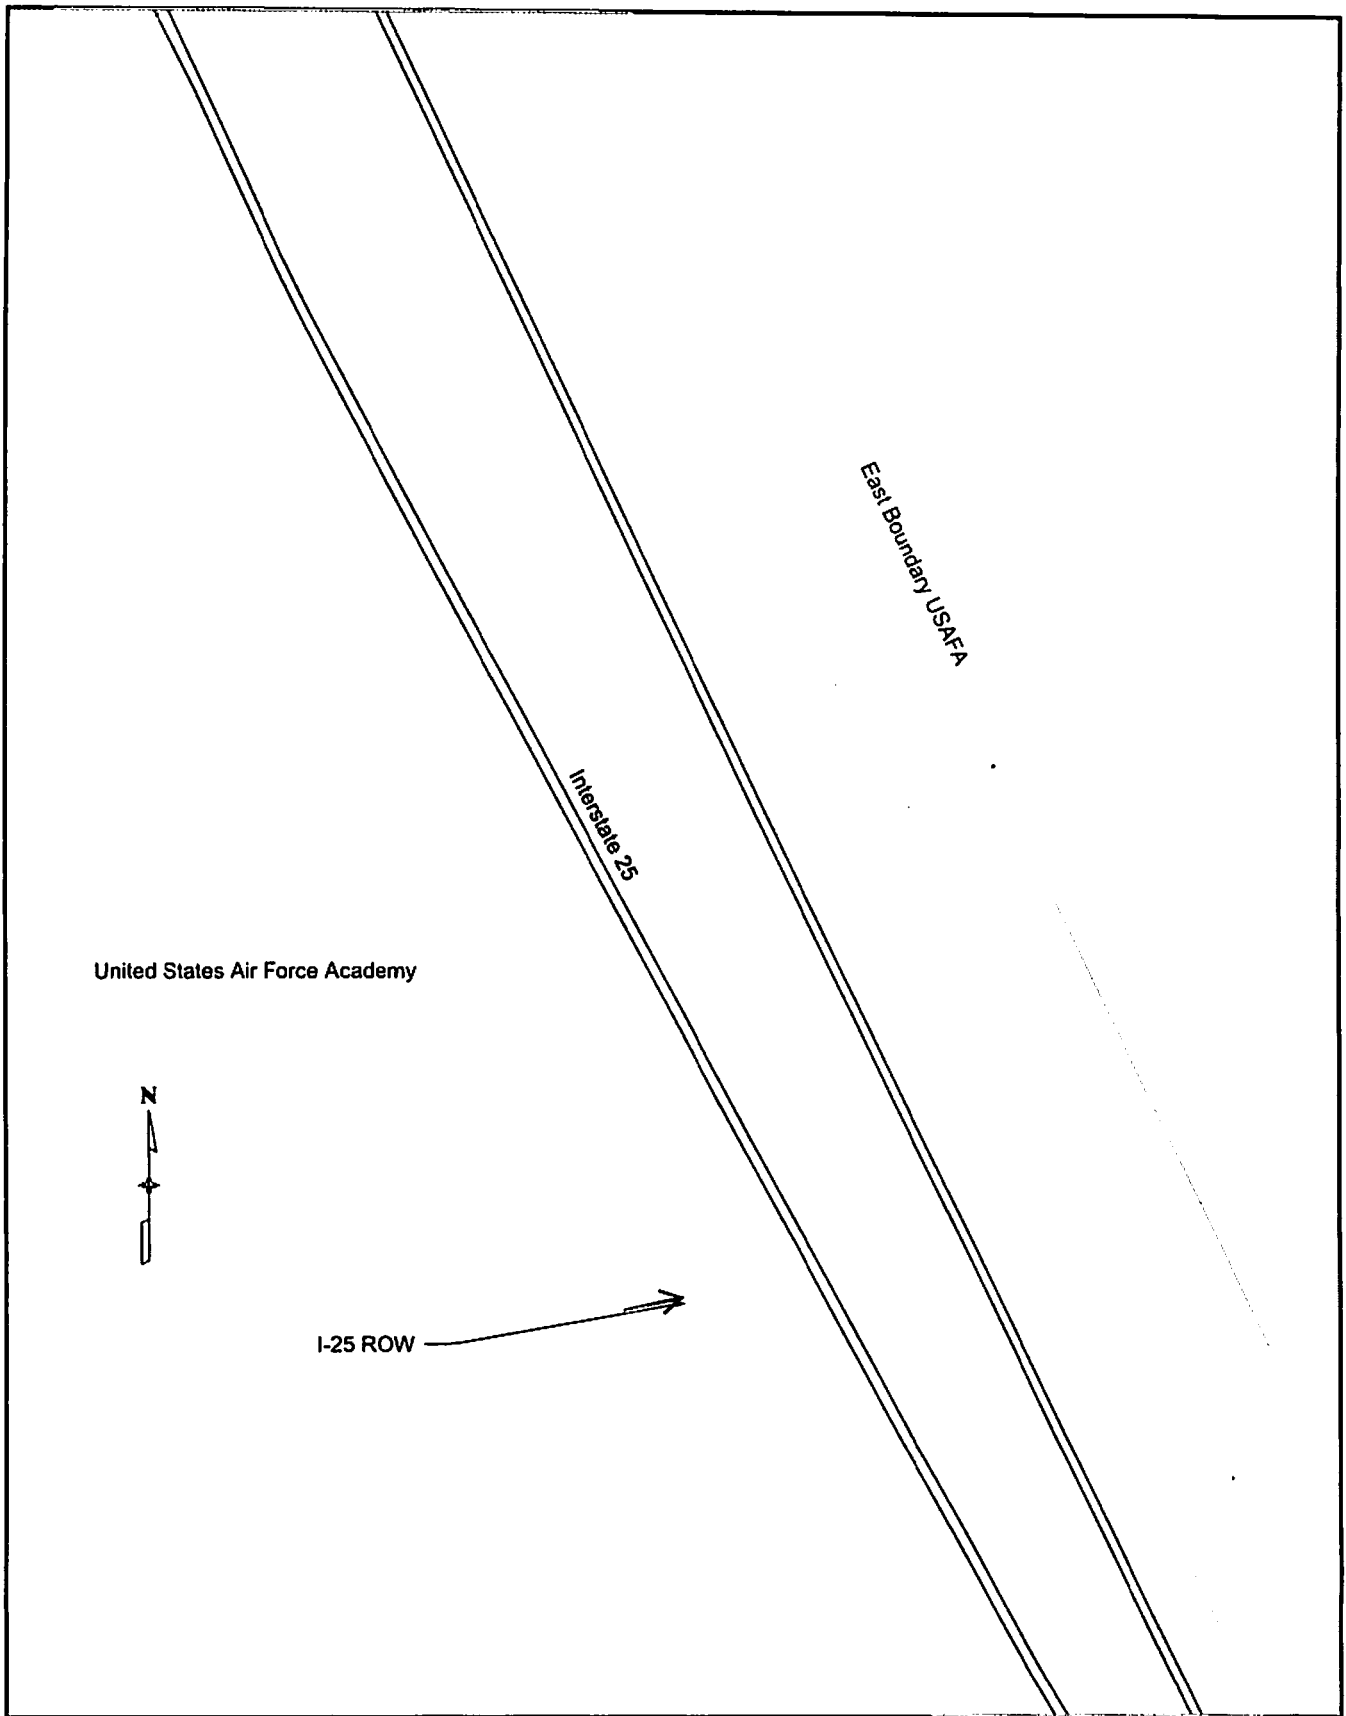 East Boundary USAFA
Interstate 25
United States Air Force Academy
N
I-25 ROW